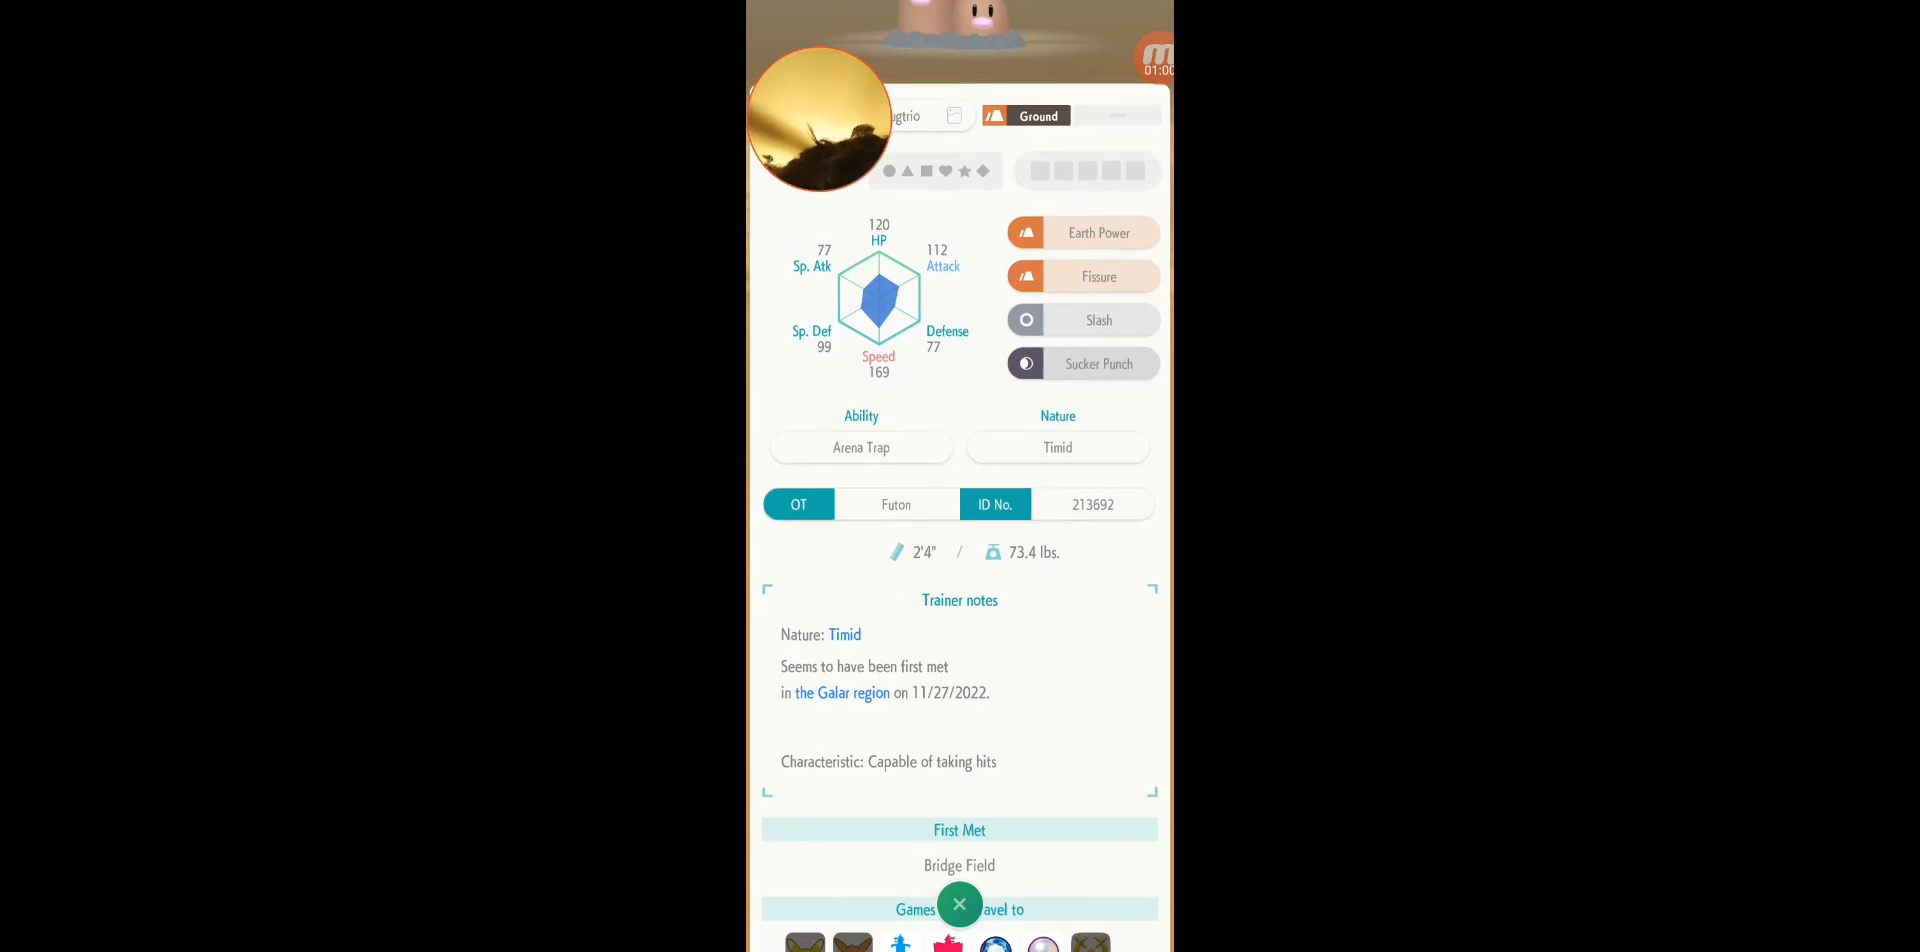 01:00
ugtrio
Ground
120
HP
77
Sp. Atk
112
Attack
Sp. Def
99
Defense
77
Speed
169
Earth Power
Fissure
Slash
Sucker Punch
Ability
Nature
Arena Trap
Timid
OT
Futon
ID No.
213692
2'4" / 73.4 lbs.
Trainer notes
Nature: Timid
Seems to have been first met
in the Galar region on 11/27/2022.
Characteristic: Capable of taking hits
First Met
Bridge Field
Games avel to